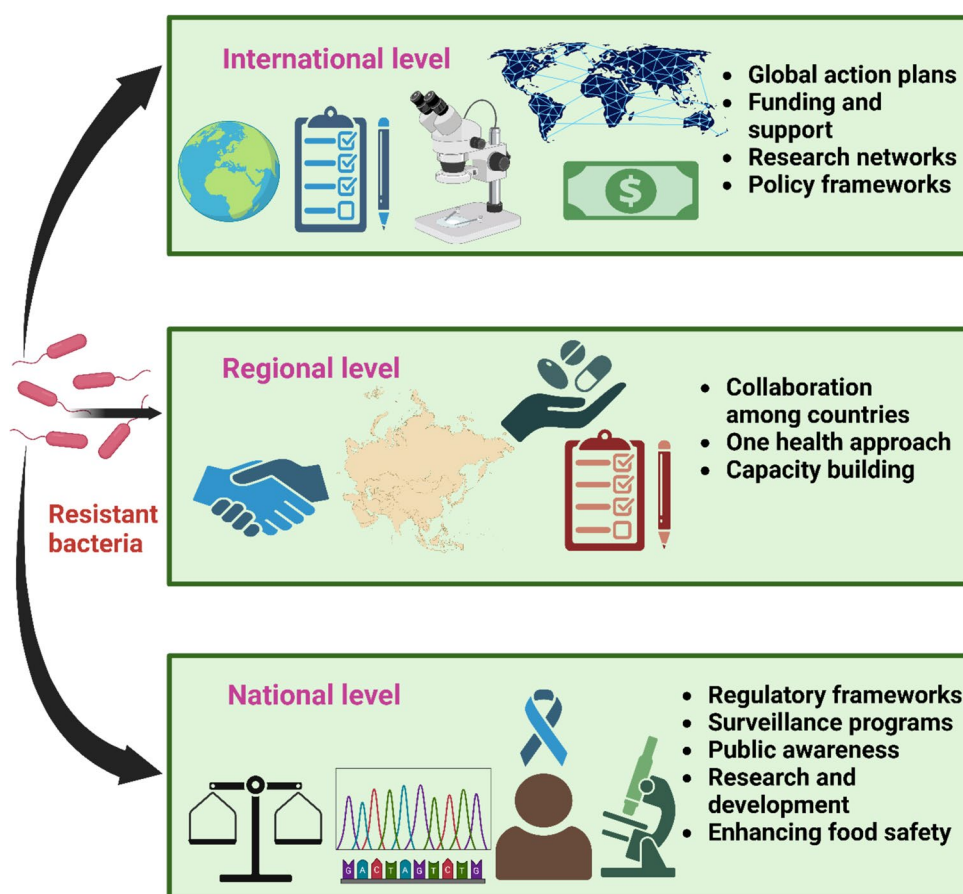 International level
• Global action plans
• Funding and
support
• Research networks
• Policy frameworks
$
Regional level
• Collaboration
among countries
• One health approach
• Capacity building
Resistant
bacteria
National level
• Regulatory frameworks
• Surveillance programs
• Public awareness
• Research and
development
• Enhancing food safety
G A C T A G T C T G